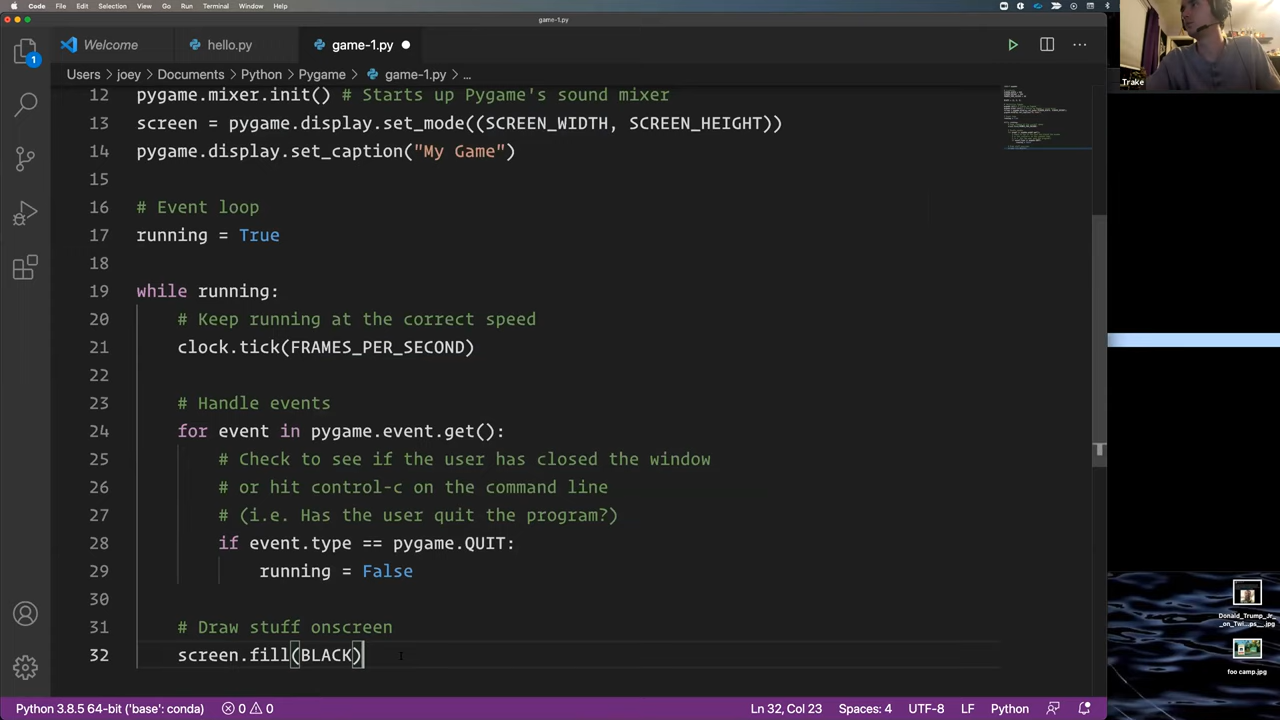 Code File Edit Selection View Go Run Terminal Window Help
game-1.py
Welcome hello.py game-1.py
Users > joey > Documents > Python > Pygame > game-1.py > ...
1
12 pygame.mixer.init() # Starts up Pygame's sound mixer
13 screen = pygame.display.set_mode((SCREEN_WIDTH, SCREEN_HEIGHT))
14 pygame.display.set_caption("My Game")
15
16 # Event loop
17 running = True
18
19 while running:
20 # Keep running at the correct speed
21 clock.tick(FRAMES_PER_SECOND)
22
23 # Handle events
24 for event in pygame.event.get():
25 # Check to see if the user has closed the window
26 # or hit control-c on the command line
27 # (i.e. Has the user quit the program?)
28 if event.type == pygame.QUIT:
29 running = False
30
31 # Draw stuff onscreen
32 screen.fill(BLACK)
Python 3.8.5 64-bit ('base': conda) 0 0 Ln 32, Col 23 Spaces: 4 UTF-8 LF Python
Trake
Donald_Trump_Jr.
_on_Twi...ps__.jpg
foo camp.jpg